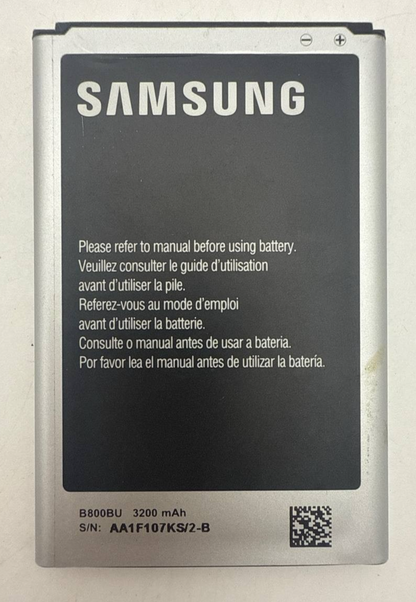 SAMSUNG
Please refer to manual before using battery.
Veuillez consulter le guide d'utilisation
avant d'utiliser la pile.
Referez-vous au mode d'emploi
avant d'utiliser la batterie.
Consulte o manual antes de usar a bateria.
Por favor lea el manual antes de utilizar la batería.
B800BU 3200 mAh
S/N: AA1F107KS/2-B